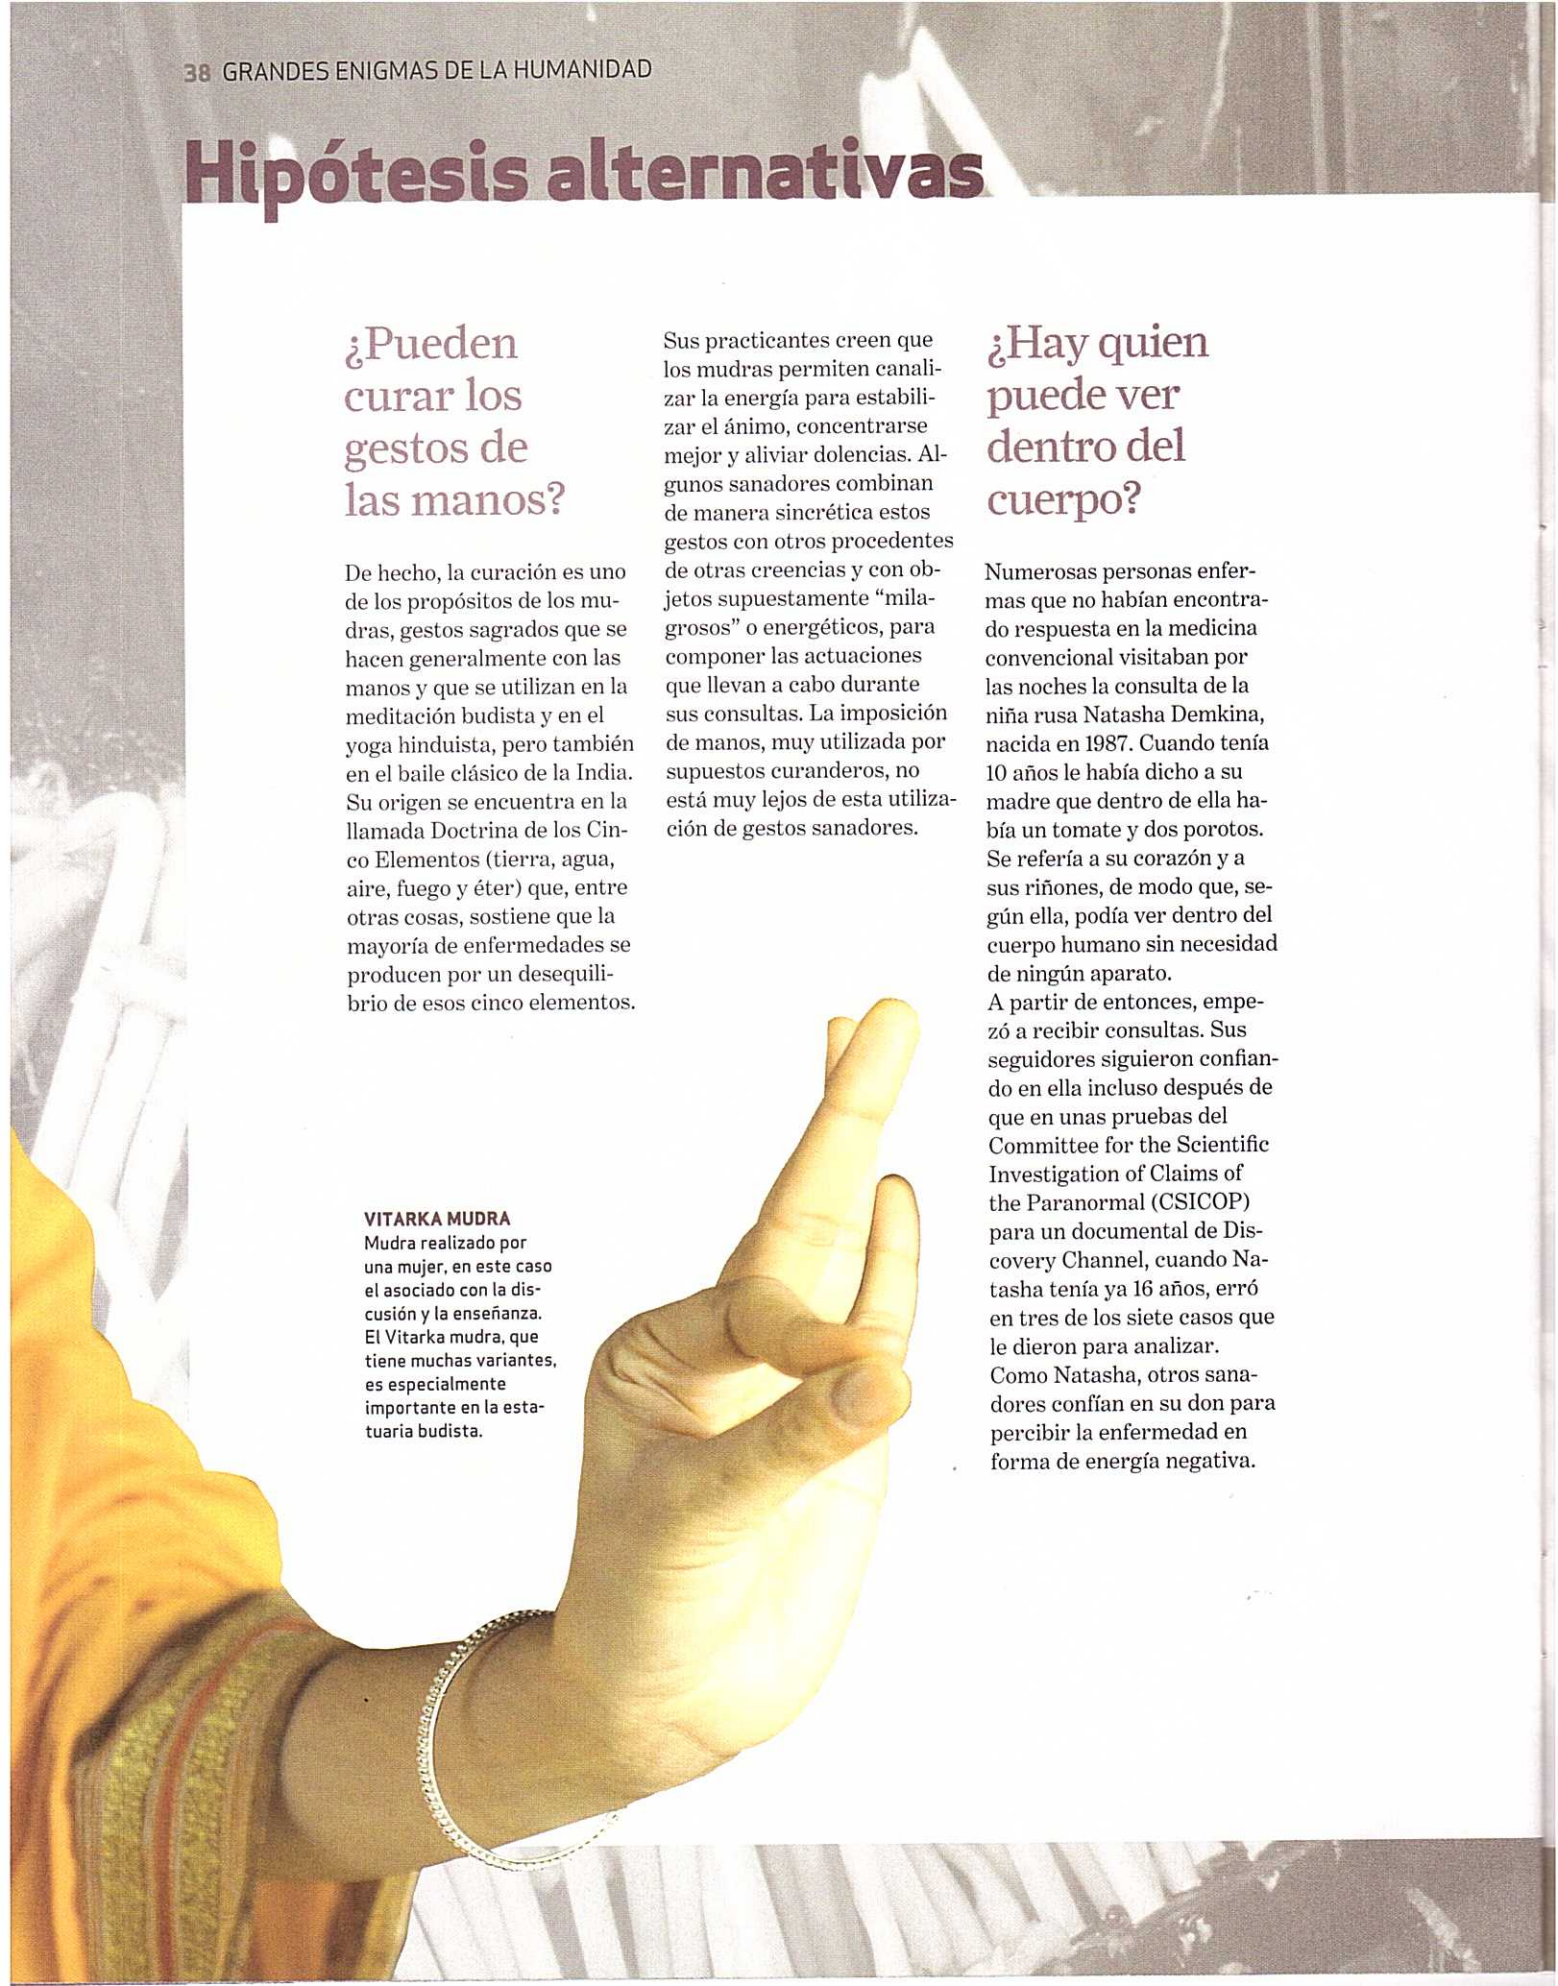 38 GRANDES ENIGMAS DE LA HUMANIDAD
Hipótesis alternativas
¿Pueden
curar los
gestos de
las manos?
De hecho, la curación es uno
de los propósitos de los mu-
dras, gestos sagrados que se
hacen generalmente con las
manos y que se utilizan en la
meditación budista y en el
yoga hinduista, pero también
en el baile clásico de la India.
Su origen se encuentra en la
llamada Doctrina de los Cin-
co Elementos (tierra, agua,
aire, fuego y éter) que, entre
otras cosas, sostiene que la
mayoría de enfermedades se
producen por un desequili-
brio de esos cinco elementos.
Sus practicantes creen que
los mudras permiten canali-
zar la energía para estabili-
zar el ánimo, concentrarse
mejor y aliviar dolencias. Al-
gunos sanadores combinan
de manera sincrética estos
gestos con otros procedentes
de otras creencias y con ob-
jetos supuestamente “mila-
grosos” o energéticos, para
componer las actuaciones
que llevan a cabo durante
sus consultas. La imposición
de manos, muy utilizada por
supuestos curanderos, no
está muy lejos de esta utiliza-
ción de gestos sanadores.
¿Hay quien
puede ver
dentro del
cuerpo?
Numerosas personas enfer-
mas que no habían encontra-
do respuesta en la medicina
convencional visitaban por
las noches la consulta de la
niña rusa Natasha Demkina,
nacida en 1987. Cuando tenía
10 años le había dicho a su
madre que dentro de ella ha-
bía un tomate y dos porotos.
Se refería a su corazón y a
sus riñones, de modo que, se-
gún ella, podía ver dentro del
cuerpo humano sin necesidad
de ningún aparato.
A partir de entonces, empe-
zó a recibir consultas. Sus
seguidores siguieron confian-
do en ella incluso después de
que en unas pruebas del
Committee for the Scientific
Investigation of Claims of
the Paranormal (CSICOP)
para un documental de Dis-
covery Channel, cuando Na-
tasha tenía ya 16 años, erró
en tres de los siete casos que
le dieron para analizar.
Como Natasha, otros sana-
dores confían en su don para
percibir la enfermedad en
forma de energía negativa.
VITARKA MUDRA
Mudra realizado por
una mujer, en este caso
el asociado con la dis-
cusión y la enseñanza.
El Vitarka mudra, que
tiene muchas variantes,
es especialmente
importante en la esta-
tuaria budista.